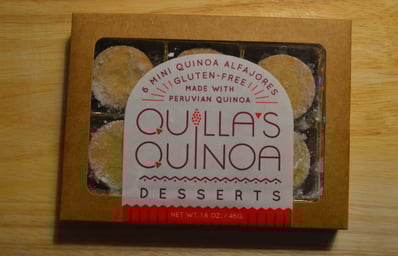 6 MINI QUINOA ALFAJORES
GLUTEN-FREE
MADE WITH
PERUVIAN QUINOA
QUILLA'S
QUINOA
DESSERTS
NET WT. 1.6 OZ. / 46G